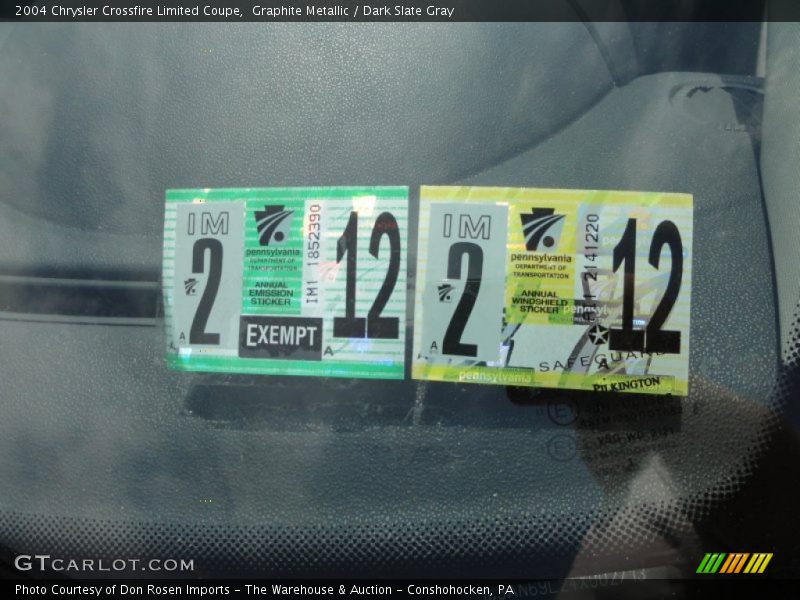 2004 Chrysler Crossfire Limited Coupe,  Graphite Metallic / Dark Slate Gray
IM
2
pennsylvania
DEPARTMENT OF
TRANSPORTATION
ANNUAL
EMISSION
STICKER
EXEMPT
IM1 1852390
12
A
A
IM
2
pennsylvania
DEPARTMENT OF
TRANSPORTATION
ANNUAL
WINDSHIELD
STICKER
2141220
12
A
pennsylvania
SAFEGUARD
PILKINGTON
GTCARLOT.COM
Photo Courtesy of Don Rosen Imports - The Warehouse & Auction - Conshohocken, PA